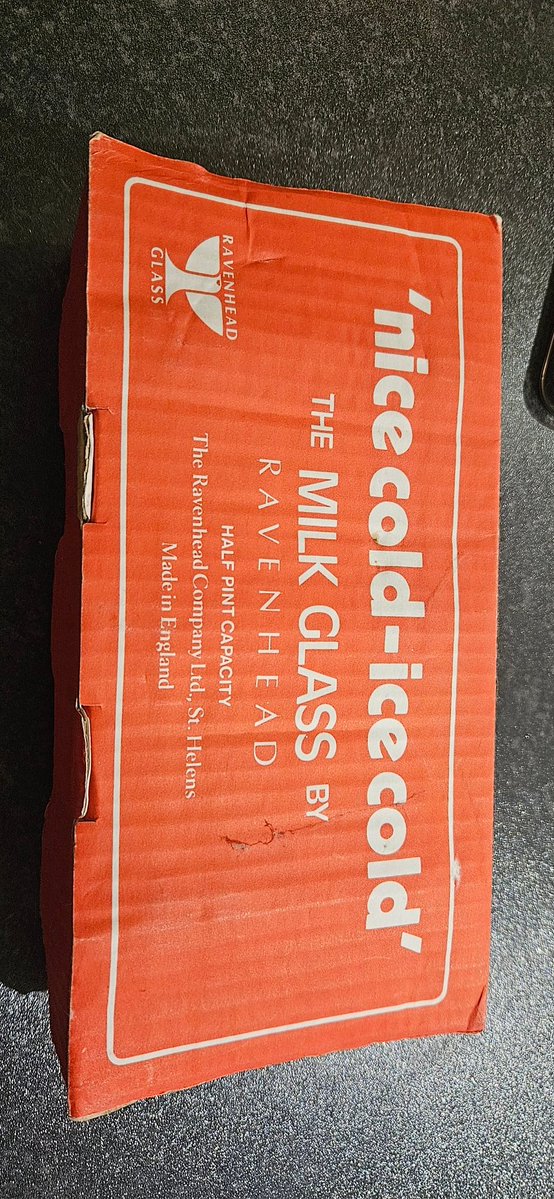 'nice cold-ice cold'
THE MILK GLASS BY
RAVENHEAD
HALF PINT CAPACITY
The Ravenhead Company Ltd., St. Helens
Made in England
RAVENHEAD
GLASS